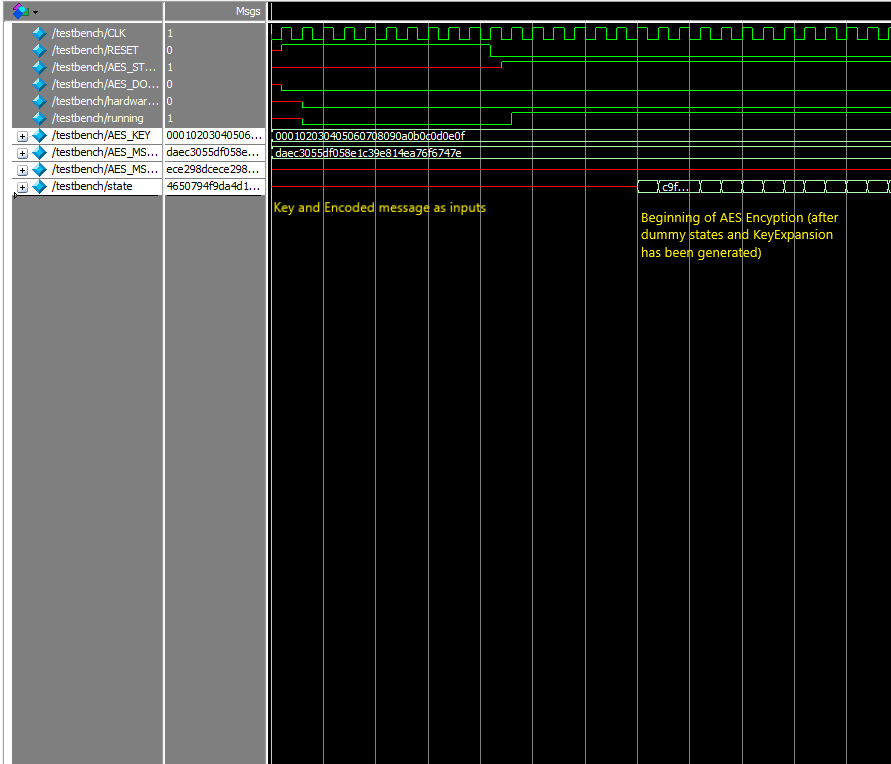 Msgs
/testbench/CLK 1
/testbench/RESET 0
/testbench/AES_ST... 1
/testbench/AES_DO... 0
/testbench/hardwar... 0
/testbench/running 1
/testbench/AES_KEY 00010203040506... 000102030405060708090a0b0c0d0e0f
/testbench/AES_MS... daec3055df058e... daec3055df058e1c39e814ea76f6747e
/testbench/AES_MS... ece298dcece298...
/testbench/state 4650794f9da4d1... c9f...
Key and Encoded message as inputs
Beginning of AES Encyption (after
dummy states and KeyExpansion
has been generated)